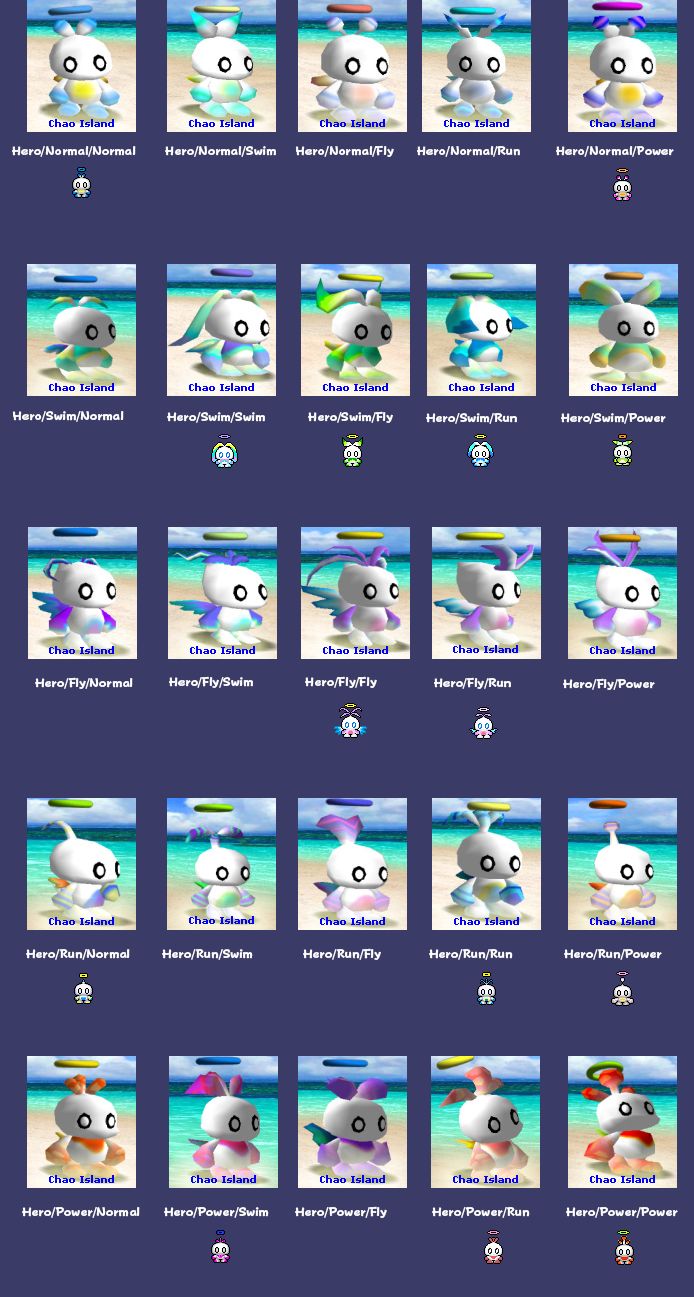 Chao Island Chao Island Chao Island Chao Island Chao Island
Hero/Normal/Normal Hero/Normal/Swim Hero/Normal/Fly Hero/Normal/Run Hero/Normal/Power
Chao Island Chao Island Chao Island Chao Island Chao Island
Hero/Swim/Normal Hero/Swim/Swim Hero/Swim/Fly Hero/Swim/Run Hero/Swim/Power
Chao Island Chao Island Chao Island Chao Island Chao Island
Hero/Fly/Normal Hero/Fly/Swim Hero/Fly/Fly Hero/Fly/Run Hero/Fly/Power
Chao Island Chao Island Chao Island Chao Island Chao Island
Hero/Run/Normal Hero/Run/Swim Hero/Run/Fly Hero/Run/Run Hero/Run/Power
Chao Island Chao Island Chao Island Chao Island Chao Island
Hero/Power/Normal Hero/Power/Swim Hero/Power/Fly Hero/Power/Run Hero/Power/Power